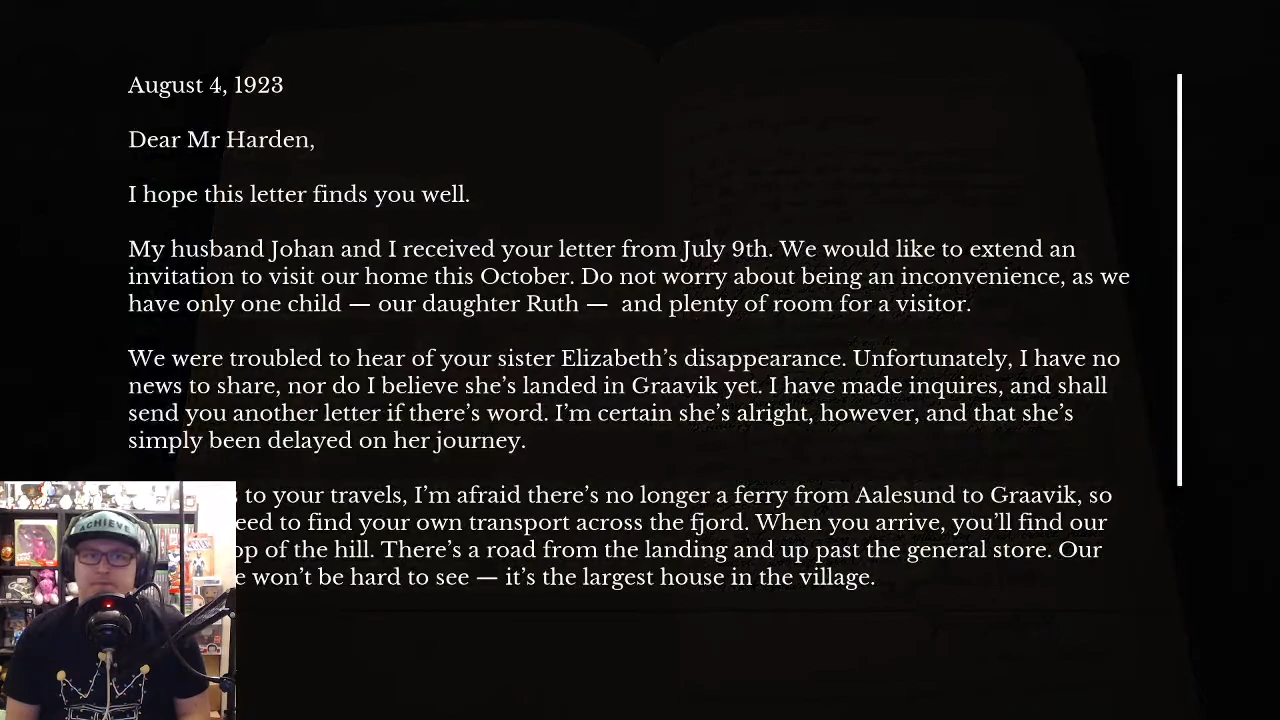 August 4, 1923
Dear Mr Harden,
I hope this letter finds you well.
My husband Johan and I received your letter from July 9th. We would like to extend an
invitation to visit our home this October. Do not worry about being an inconvenience, as we
have only one child — our daughter Ruth — and plenty of room for a visitor.
We were troubled to hear of your sister Elizabeth’s disappearance. Unfortunately, I have no
news to share, nor do I believe she’s landed in Graavik yet. I have made inquires, and shall
send you another letter if there’s word. I’m certain she’s alright, however, and that she’s
simply been delayed on her journey.
to your travels, I’m afraid there’s no longer a ferry from Aalesund to Graavik, so
to find your own transport across the fjord. When you arrive, you’ll find our
of the hill. There’s a road from the landing and up past the general store. Our
won’t be hard to see — it’s the largest house in the village.
ACHIEVE